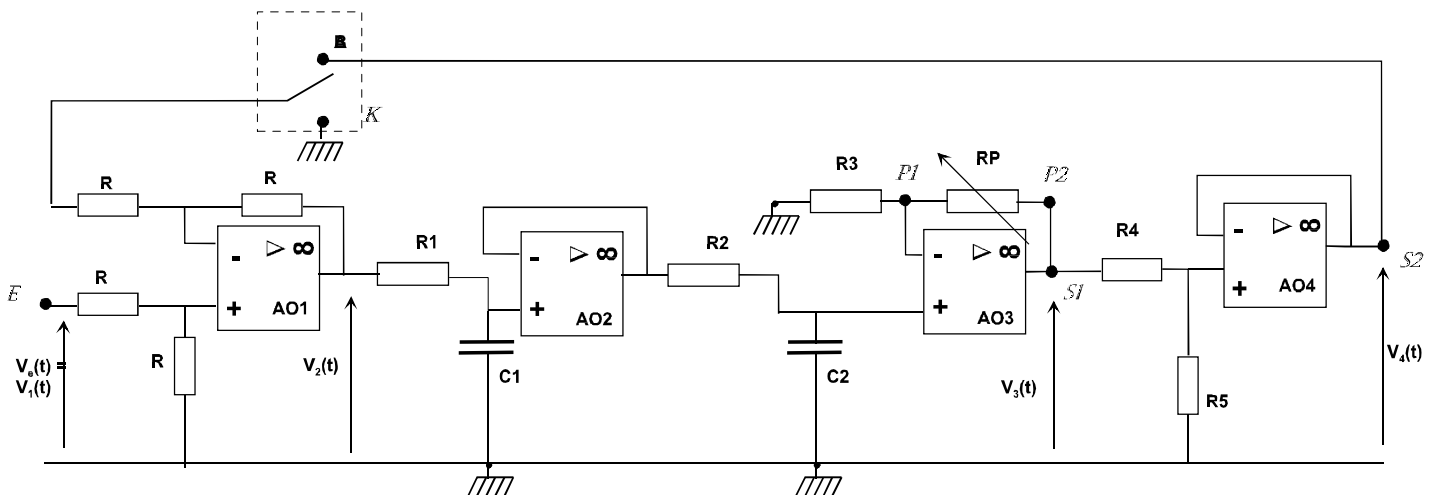 K
R3
RP
P1
P2
R
R
∞
-
AO1
R1
∞
-
+
AO2
R2
∞
-
+
AO3
S1
R4
∞
-
+
AO4
S2
E
R
+
R
Ve(t) =
V1(t)
V2(t)
C1
C2
V3(t)
R5
V4(t)